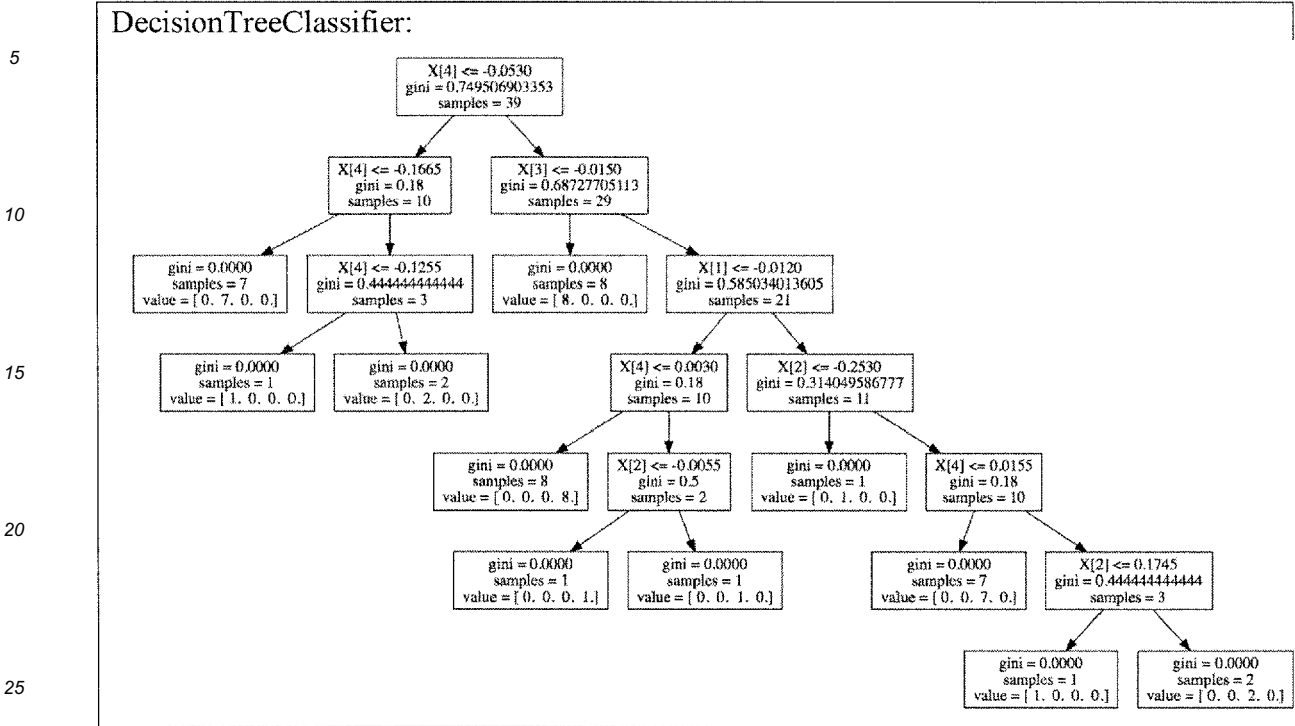 DecisionTreeClassifier:
5
X[4] <= -0.0530
gini = 0.749506903353
samples = 39
X[4] <= -0.1665
gini = 0.18
samples = 10
X[3] <= -0.0150
gini = 0.68727705113
samples = 29
10
gini = 0.0000
samples = 7
value = [ 0. 7. 0. 0.]
X[4] <= -0.1255
gini = 0.444444444444
samples = 3
gini = 0.0000
samples = 8
value = [ 8. 0. 0. 0.]
X[1] <= -0.0120
gini = 0.585034013605
samples = 21
15
gini = 0.0000
samples = 1
value = [ 1. 0. 0. 0.]
gini = 0.0000
samples = 2
value = [ 0. 2. 0. 0.]
X[4] <= 0.0030
gini = 0.18
samples = 10
X[2] <= -0.2530
gini = 0.314049586777
samples = 11
gini = 0.0000
samples = 8
value = [ 0. 0. 0. 8.]
X[2] <= -0.0055
gini = 0.5
samples = 2
gini = 0.0000
samples = 1
value = [ 0. 1. 0. 0.]
X[4] <= 0.0155
gini = 0.18
samples = 10
20
gini = 0.0000
samples = 1
value = [ 0. 0. 0. 1.]
gini = 0.0000
samples = 1
value = [ 0. 0. 1. 0.]
gini = 0.0000
samples = 7
value = [ 0. 0. 7. 0.]
X[2] <= 0.1745
gini = 0.444444444444
samples = 3
25
gini = 0.0000
samples = 1
value = [ 1. 0. 0. 0.]
gini = 0.0000
samples = 2
value = [ 0. 0. 2. 0.]